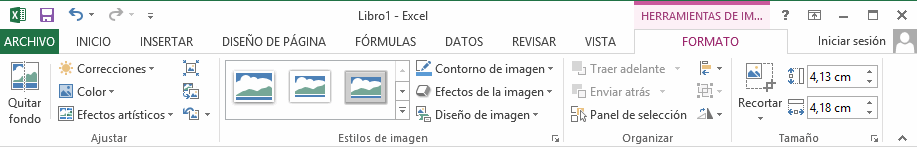 Libro1 - Excel
HERRAMIENTAS DE IM...
ARCHIVO INICIO INSERTAR DISEÑO DE PÁGINA FÓRMULAS DATOS REVISAR VISTA FORMATO Iniciar sesión
Quitar fondo
Correcciones
Color
Efectos artísticos
Ajustar
Contorno de imagen
Efectos de la imagen
Diseño de imagen
Estilos de imagen
Traer adelante
Enviar atrás
Panel de selección
Organizar
Recortar
4,13 cm
4,18 cm
Tamaño